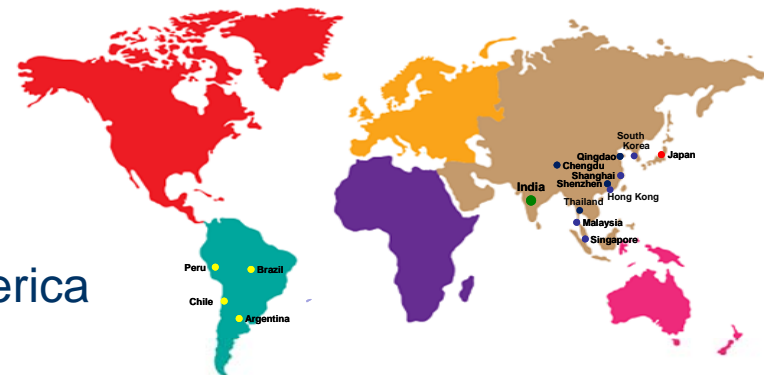 South
Korea
Qingdao
Japan
Chengdu
Shanghai
Shenzhen
India
Hong Kong
Thailand
Malaysia
Singapore
Peru
Brazil
erica
Chile
Argentina